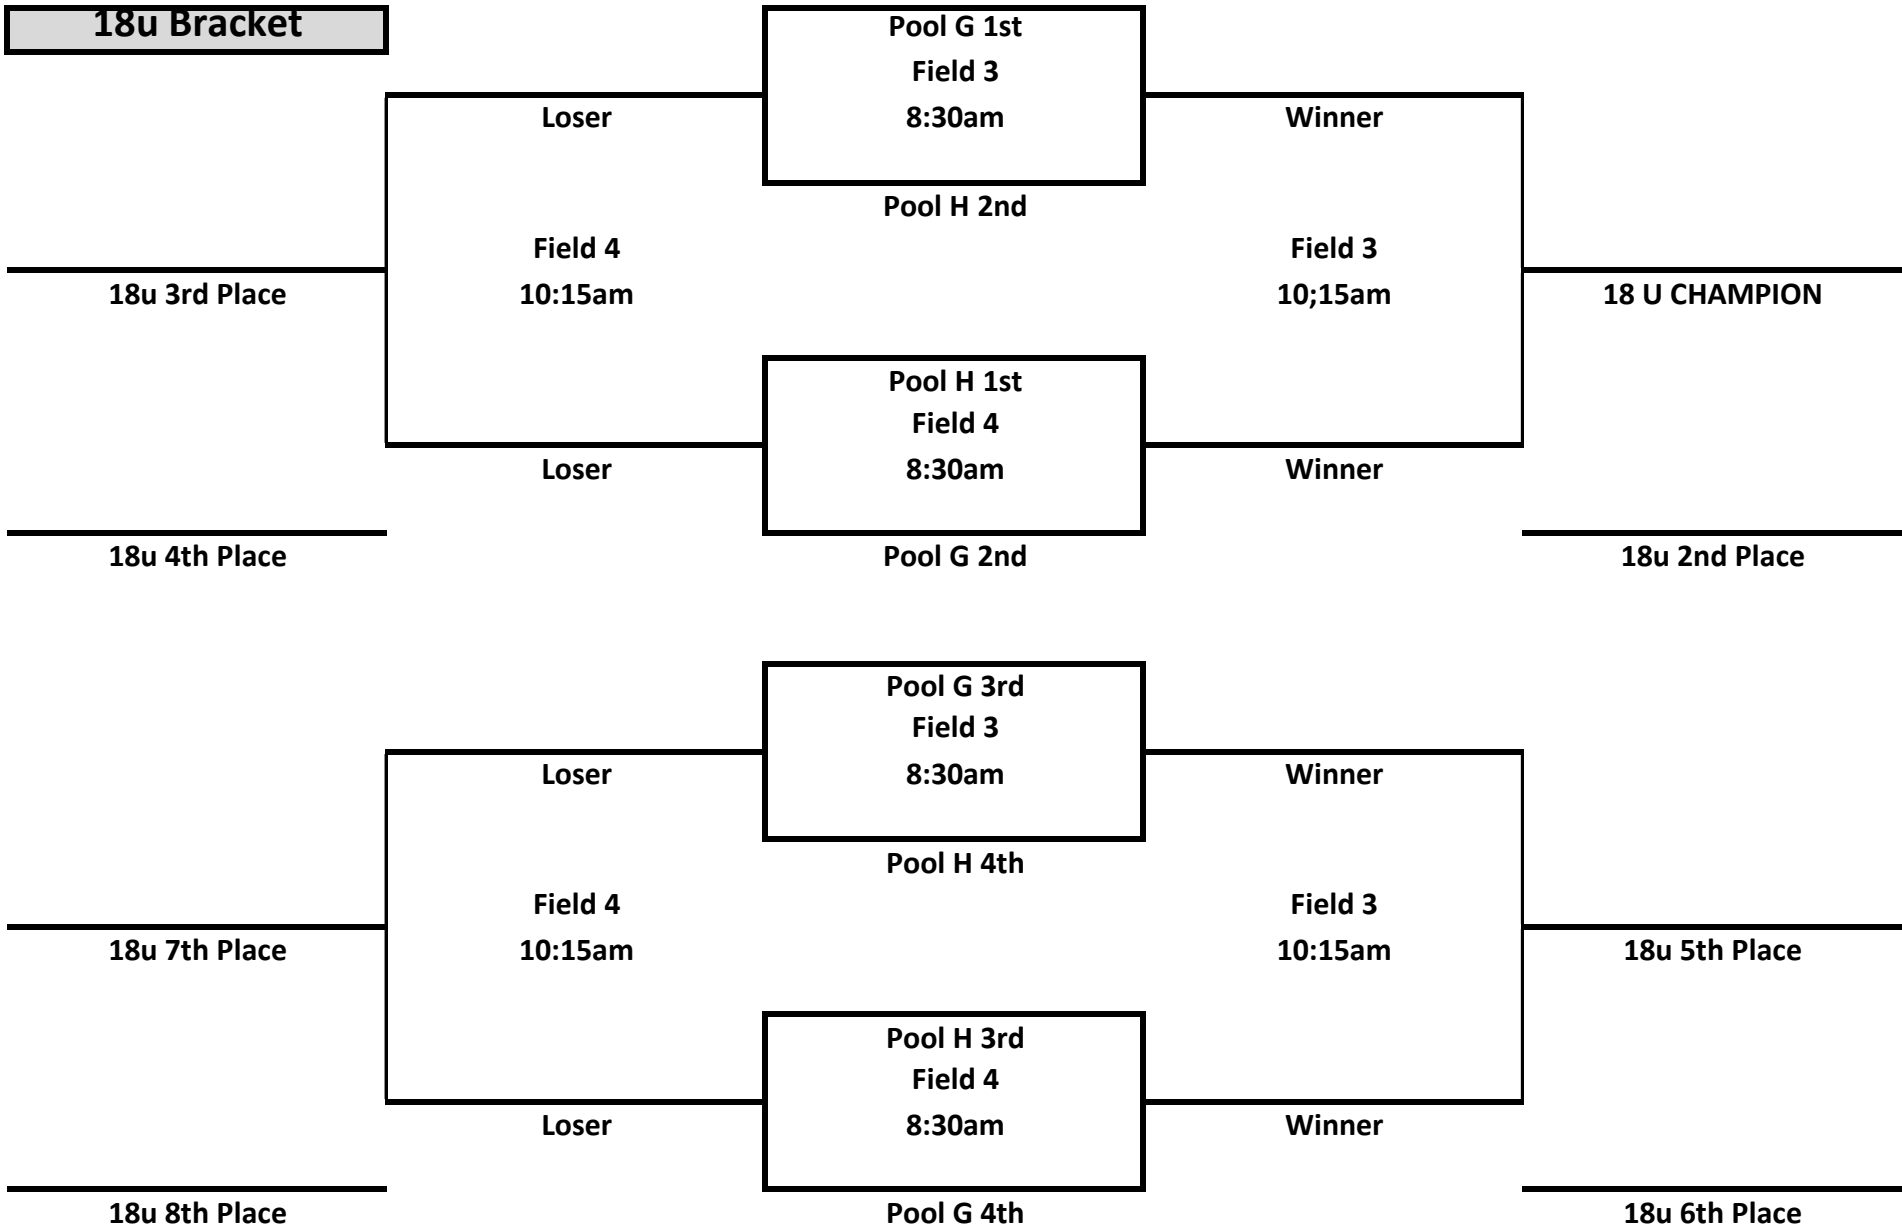 18u Bracket
Pool G 1st
Field 3
Loser
8:30am
Winner
Pool H 2nd
Field 4
Field 3
18u 3rd Place
10:15am
10;15am
18 U CHAMPION
Pool H 1st
Field 4
Loser
8:30am
Winner
18u 4th Place
Pool G 2nd
18u 2nd Place
Pool G 3rd
Field 3
Loser
8:30am
Winner
Pool H 4th
Field 4
Field 3
18u 7th Place
10:15am
10:15am
18u 5th Place
Pool H 3rd
Field 4
Loser
8:30am
Winner
18u 8th Place
Pool G 4th
18u 6th Place